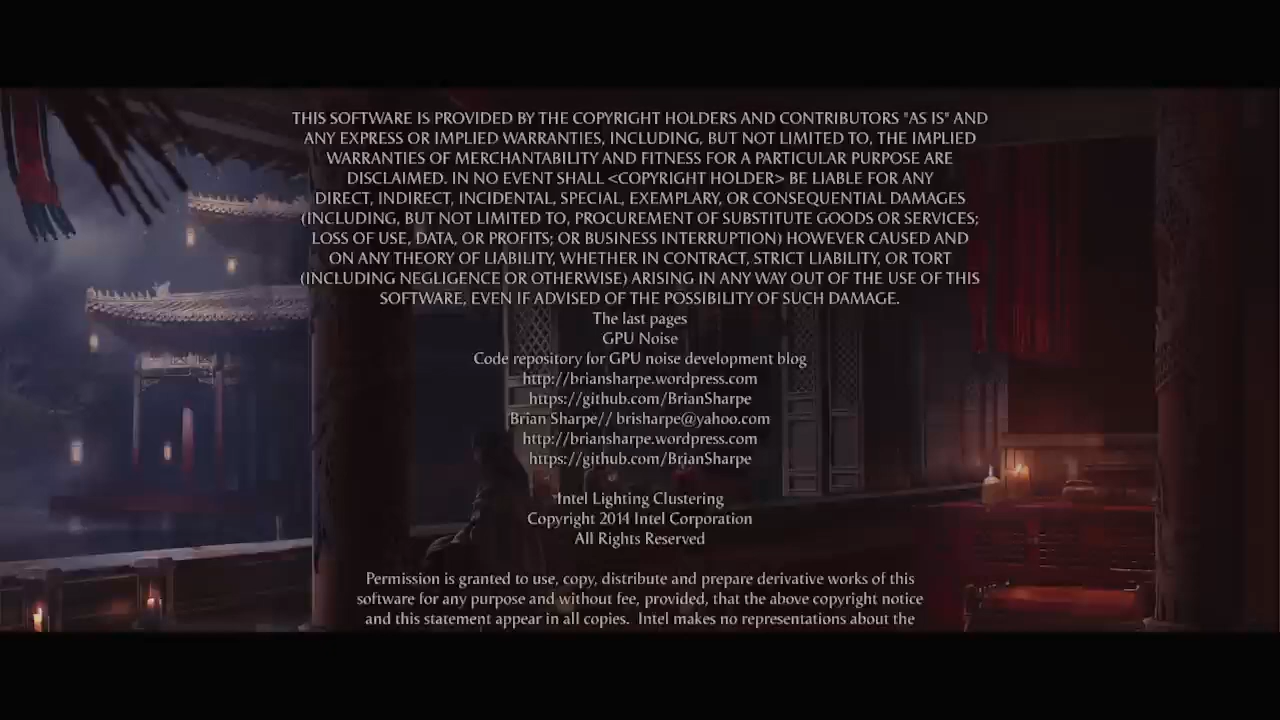 THIS SOFTWARE IS PROVIDED BY THE COPYRIGHT HOLDERS AND CONTRIBUTORS "AS IS" AND
ANY EXPRESS OR IMPLIED WARRANTIES, INCLUDING, BUT NOT LIMITED TO, THE IMPLIED
WARRANTIES OF MERCHANTABILITY AND FITNESS FOR A PARTICULAR PURPOSE ARE
DISCLAIMED. IN NO EVENT SHALL <COPYRIGHT HOLDER> BE LIABLE FOR ANY
DIRECT, INDIRECT, INCIDENTAL, SPECIAL, EXEMPLARY, OR CONSEQUENTIAL DAMAGES
(INCLUDING, BUT NOT LIMITED TO, PROCUREMENT OF SUBSTITUTE GOODS OR SERVICES;
LOSS OF USE, DATA, OR PROFITS; OR BUSINESS INTERRUPTION) HOWEVER CAUSED AND
ON ANY THEORY OF LIABILITY, WHETHER IN CONTRACT, STRICT LIABILITY, OR TORT
(INCLUDING NEGLIGENCE OR OTHERWISE) ARISING IN ANY WAY OUT OF THE USE OF THIS
SOFTWARE, EVEN IF ADVISED OF THE POSSIBILITY OF SUCH DAMAGE.
The last pages
GPU Noise
Code repository for GPU noise development blog
http://briansharpe.wordpress.com
https://github.com/BrianSharpe
Brian Sharpe// brisharpe@yahoo.com
http://briansharpe.wordpress.com
https://github.com/BrianSharpe
Intel Lighting Clustering
Copyright 2014 Intel Corporation
All Rights Reserved
Permission is granted to use, copy, distribute and prepare derivative works of this
software for any purpose and without fee, provided, that the above copyright notice
and this statement appear in all copies.  Intel makes no representations about the